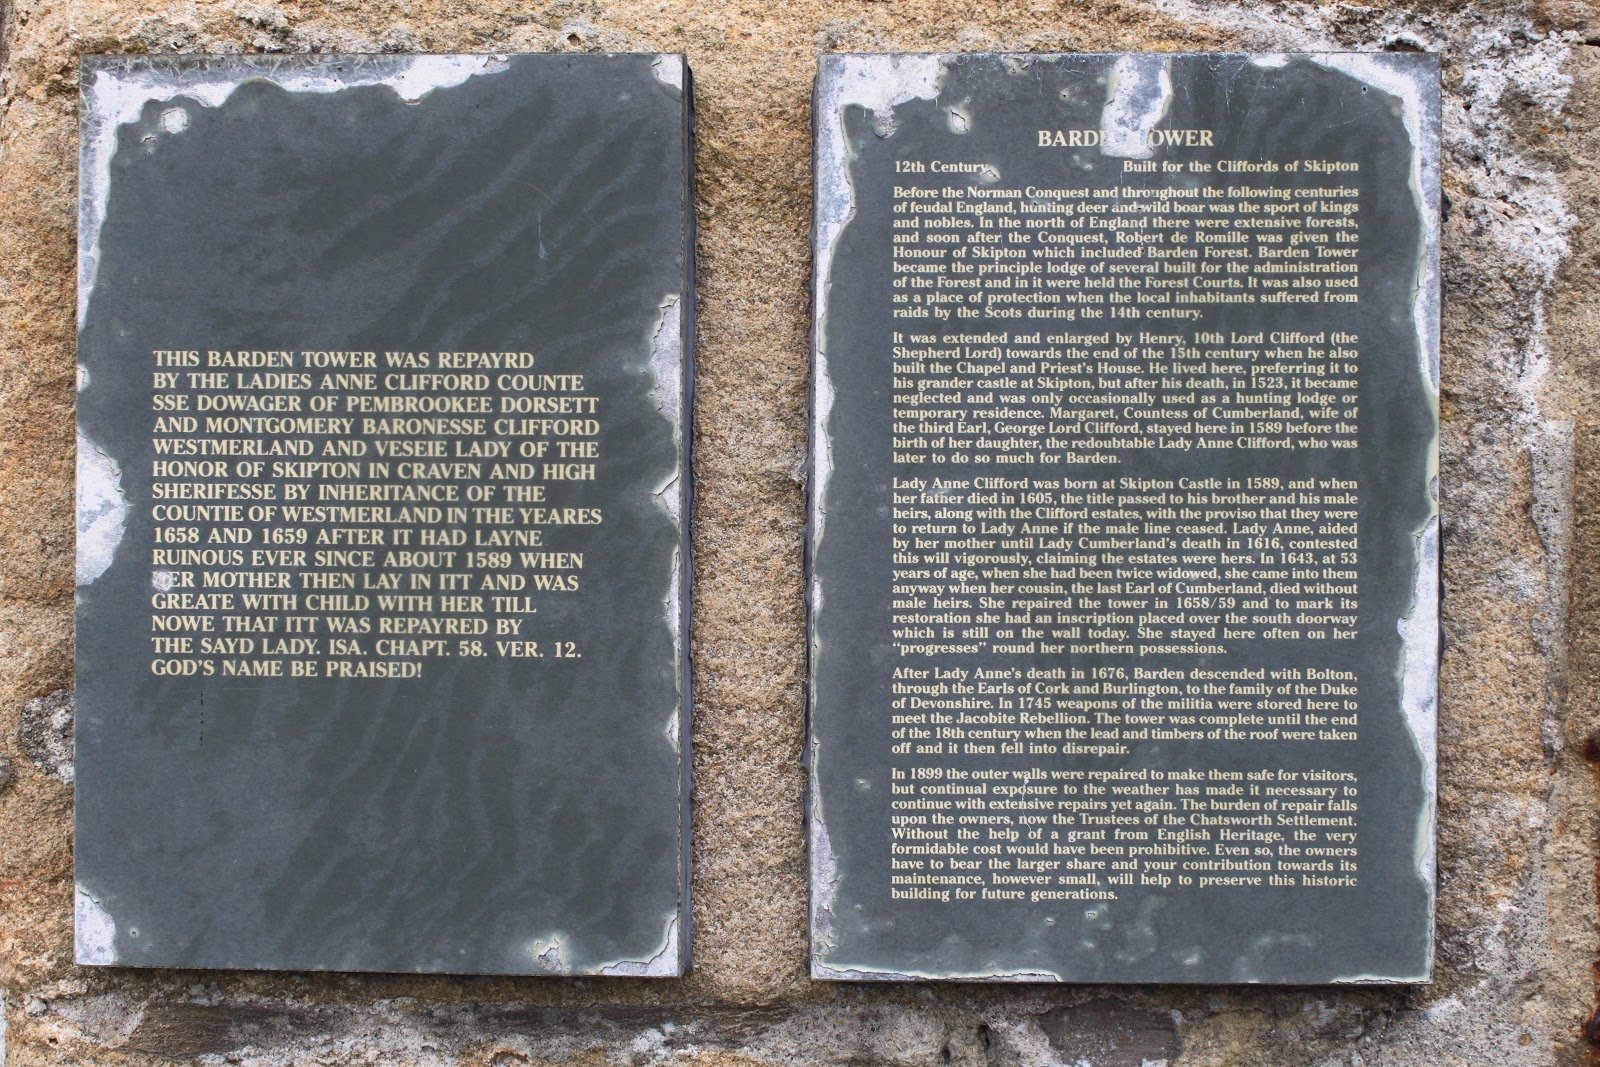 THIS BARDEN TOWER WAS REPAYRD
BY THE LADIES ANNE CLIFFORD COUNTE
SSE DOWAGER OF PEMBROOKEE DORSETT
AND MONTGOMERY BARONESSE CLIFFORD
WESTMERLAND AND VESEIE LADY OF THE
HONOR OF SKIPTON IN CRAVEN AND HIGH
SHERIFESSE BY INHERITANCE OF THE
COUNTIE OF WESTMERLAND IN THE YEARES
1658 AND 1659 AFTER IT HAD LAYNE
RUINOUS EVER SINCE ABOUT 1589 WHEN
HER MOTHER THEN LAY IN ITT AND WAS
GREATE WITH CHILD WITH HER TILL
NOWE THAT ITT WAS REPAYRED BY
THE SAYD LADY. ISA. CHAPT. 58. VER. 12.
GOD'S NAME BE PRAISED!
BARDEN TOWER
12th Century Built for the Cliffords of Skipton
Before the Norman Conquest and throughout the following centuries
of feudal England, hunting deer and wild boar was the sport of kings
and nobles. In the north of England there were extensive forests,
and soon after the Conquest, Robert de Romille was given the
Honour of Skipton which included Barden Forest. Barden Tower
became the principle lodge of several built for the administration
of the Forest and in it were held the Forest Courts. It was also used
as a place of protection when the local inhabitants suffered from
raids by the Scots during the 14th century.
It was extended and enlarged by Henry, 10th Lord Clifford (the
Shepherd Lord) towards the end of the 15th century when he also
built the Chapel and Priest's House. He lived here, preferring it to
his grander castle at Skipton, but after his death, in 1523, it became
neglected and was only occasionally used as a hunting lodge or
temporary residence. Margaret, Countess of Cumberland, wife of
the third Earl, George Lord Clifford, stayed here in 1589 before the
birth of her daughter, the redoubtable Lady Anne Clifford, who was
later to do so much for Barden.
Lady Anne Clifford was born at Skipton Castle in 1589, and when
her father died in 1605, the title passed to his brother and his male
heirs, along with the Clifford estates, with the proviso that they were
to return to Lady Anne if the male line ceased. Lady Anne, aided
by her mother until Lady Cumberland's death in 1616, contested
this will vigorously, claiming the estates were hers. In 1643, at 53
years of age, when she had been twice widowed, she came into them
anyway when her cousin, the last Earl of Cumberland, died without
male heirs. She repaired the tower in 1658/59 and to mark its
restoration she had an inscription placed over the south doorway
which is still on the wall today. She stayed here often on her
“progresses” round her northern possessions.
After Lady Anne's death in 1676, Barden descended with Bolton,
through the Earls of Cork and Burlington, to the family of the Duke
of Devonshire. In 1745 weapons of the militia were stored here to
meet the Jacobite Rebellion. The tower was complete until the end
of the 18th century when the lead and timbers of the roof were taken
off and it then fell into disrepair.
In 1899 the outer walls were repaired to make them safe for visitors,
but continual exposure to the weather has made it necessary to
continue with extensive repairs yet again. The burden of repair falls
upon the owners, now the Trustees of the Chatsworth Settlement.
Without the help of a grant from English Heritage, the very
formidable cost would have been prohibitive. Even so, the owners
have to bear the larger share and your contribution towards its
maintenance, however small, will help to preserve this historic
building for future generations.